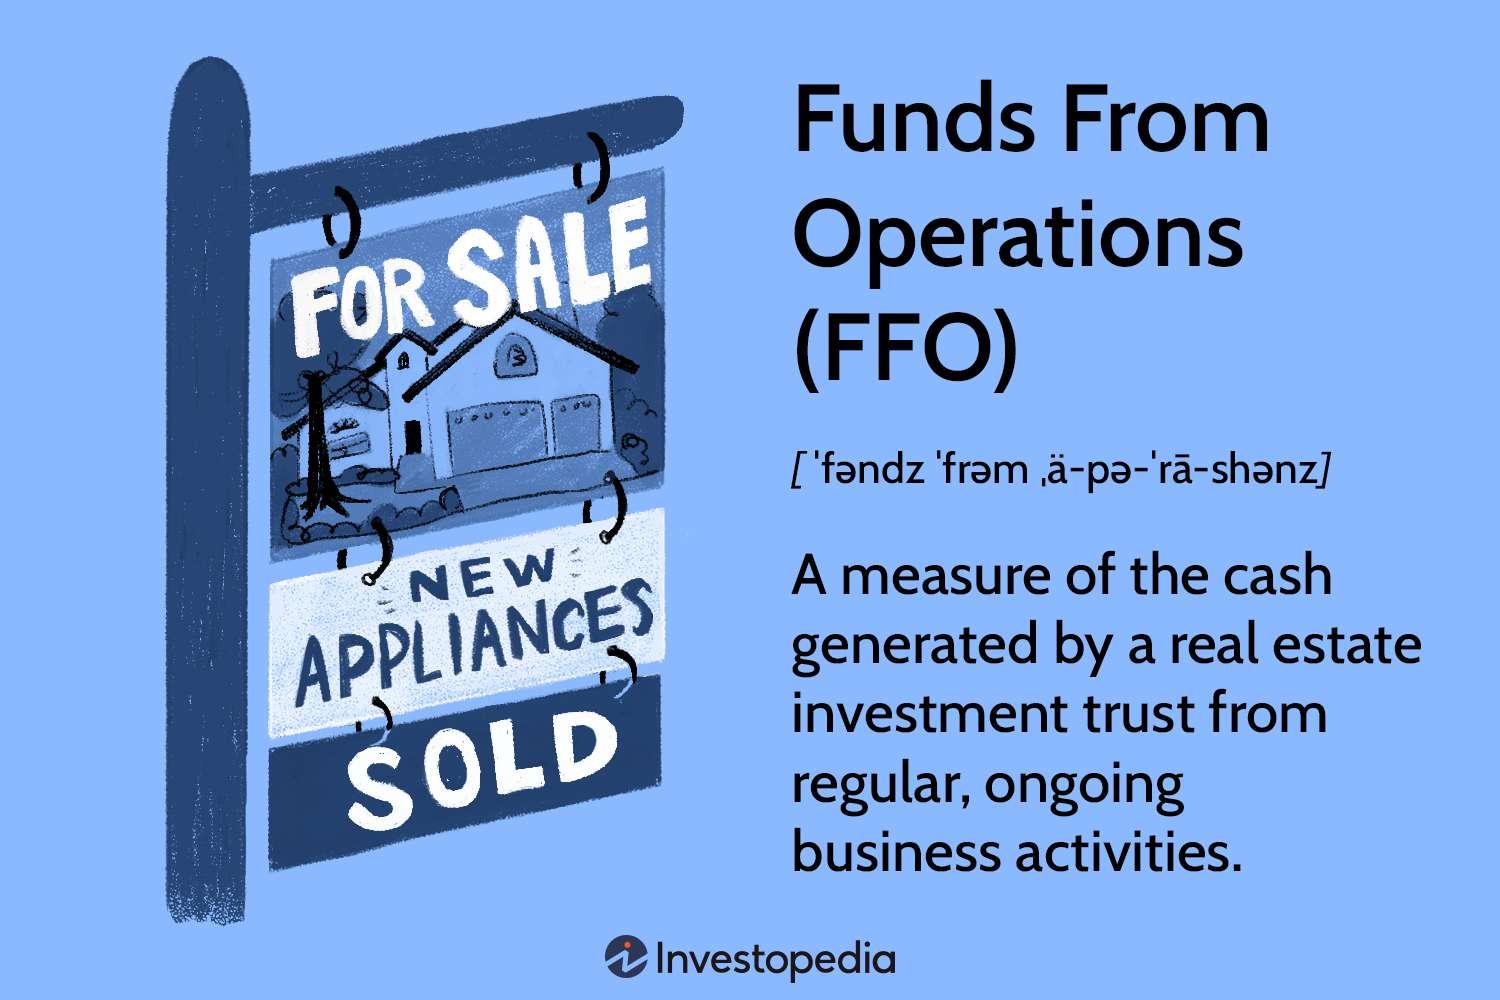 FOR SALE
NEW
APPLIANCES
SOLD
Funds From
Operations
(FFO)
[ ˈfəndz ˈfrəm ˌä-pə-ˈrā-shənz]
A measure of the cash
generated by a real estate
investment trust from
regular, ongoing
business activities.
Investopedia